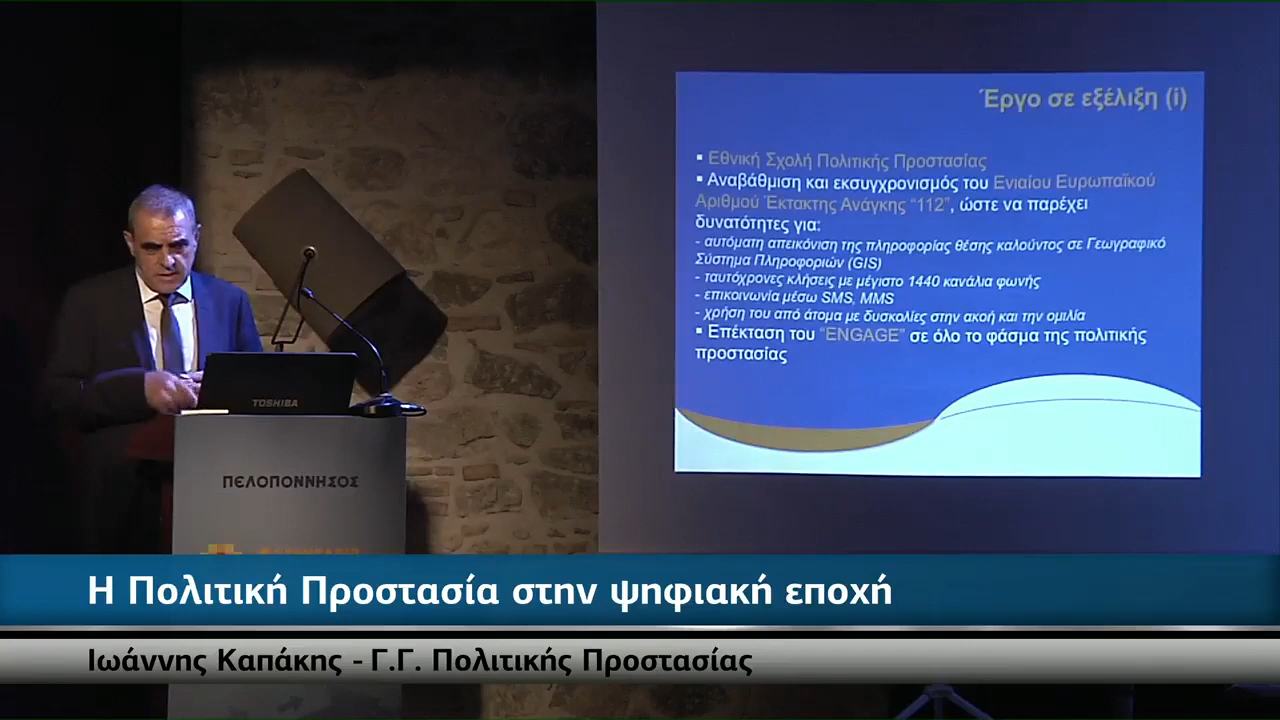 Έργο σε εξέλιξη (i)
▪ Εθνική Σχολή Πολιτικής Προστασίας
▪ Αναβάθμιση και εκσυγχρονισμός του Ενιαίου Ευρωπαϊκού
Αριθμού Έκτακτης Ανάγκης “112”, ώστε να παρέχει
δυνατότητες για:
- αυτόματη απεικόνιση της πληροφορίας θέσης καλούντος σε Γεωγραφικό
Σύστημα Πληροφοριών (GIS)
- ταυτόχρονες κλήσεις με μέγιστο 1440 κανάλια φωνής
- επικοινωνία μέσω SMS, MMS
- χρήση του από άτομα με δυσκολίες στην ακοή και την ομιλία
▪ Επέκταση του “ENGAGE” σε όλο το φάσμα της πολιτικής
προστασίας
TOSHIBA
ΠΕΛΟΠΟΝΝΗΣΟΣ
Η Πολιτική Προστασία στην ψηφιακή εποχή
Ιωάννης Καπάκης - Γ.Γ. Πολιτικής Προστασίας